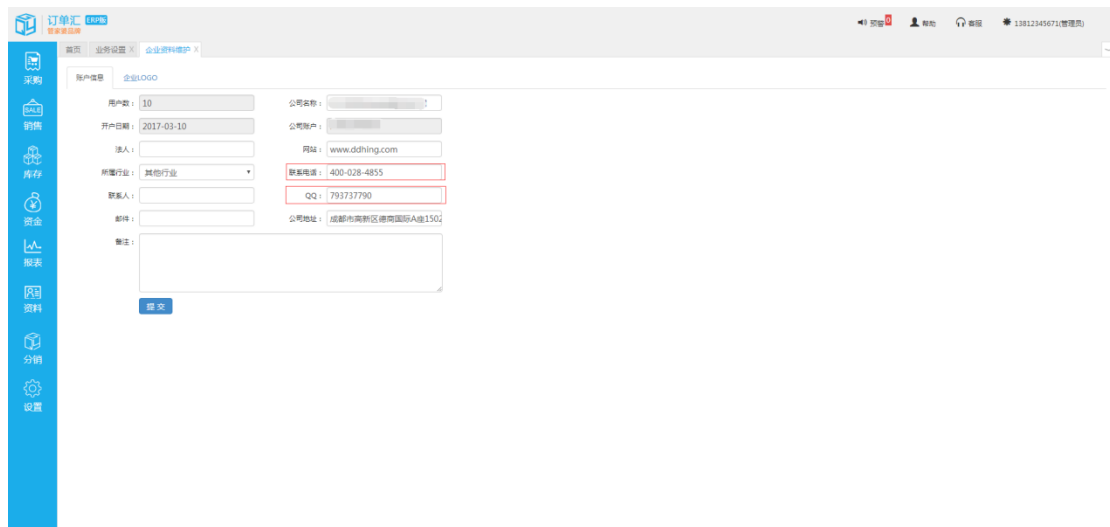 订单汇 ERP版
管家婆品牌
预警 0 帮助 客服 13812345671(管理员)
首页 业务设置 X 企业资料维护 X
采购
SALE
销售
库存
资金
报表
资料
分销
设置
账户信息 企业LOGO
用户数: 10 公司名称:
开户日期: 2017-03-10 公司账户:
法人: 网站: www.ddhing.com
所属行业: 其他行业 联系电话: 400-028-4855
联系人: QQ: 793737790
邮件: 公司地址: 成都市高新区德商国际A座1502
备注:
提 交